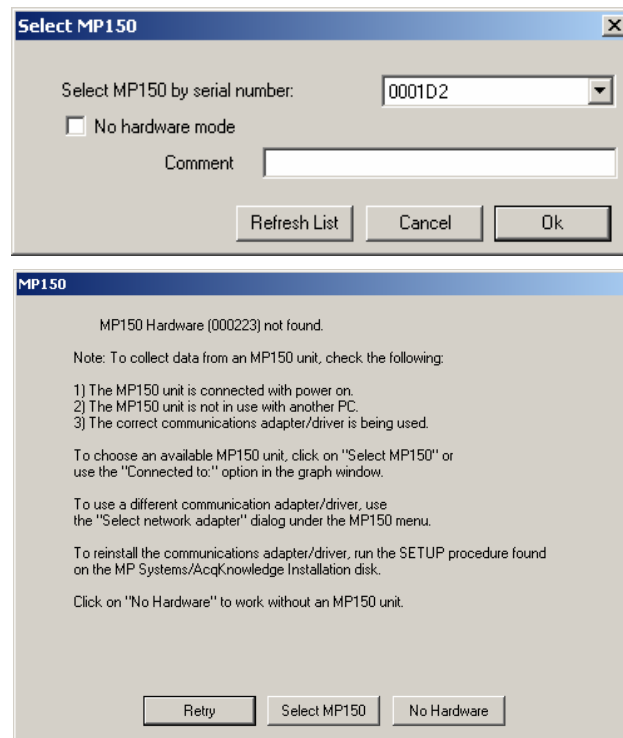 Select MP150
Select MP150 by serial number: 0001D2
No hardware mode
Comment
Refresh List Cancel Ok
MP150
MP150 Hardware (000223) not found.
Note: To collect data from an MP150 unit, check the following:
1) The MP150 unit is connected with power on.
2) The MP150 unit is not in use with another PC.
3) The correct communications adapter/driver is being used.
To choose an available MP150 unit, click on "Select MP150" or
use the "Connected to:" option in the graph window.
To use a different communication adapter/driver, use
the "Select network adapter" dialog under the MP150 menu.
To reinstall the communications adapter/driver, run the SETUP procedure found
on the MP Systems/AcqKnowledge Installation disk.
Click on "No Hardware" to work without an MP150 unit.
Retry Select MP150 No Hardware